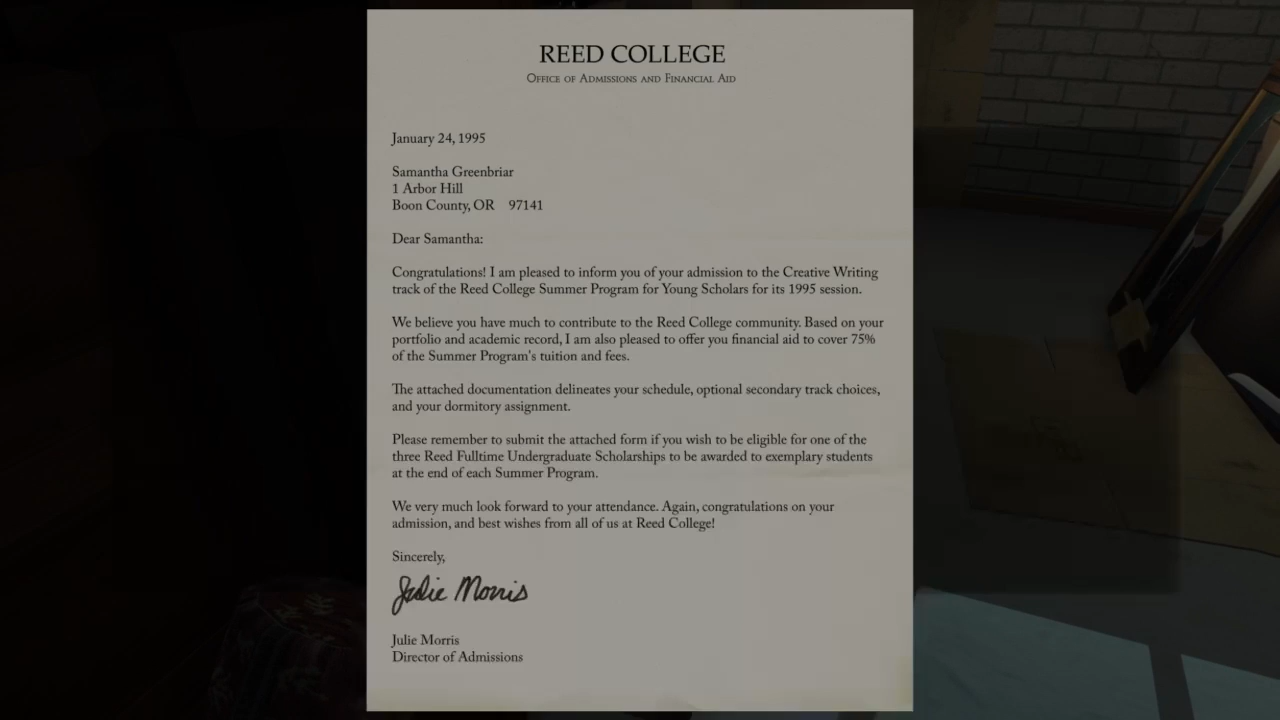 REED COLLEGE
Office of Admissions and Financial Aid
January 24, 1995
Samantha Greenbriar
1 Arbor Hill
Boon County, OR 97141
Dear Samantha:
Congratulations! I am pleased to inform you of your admission to the Creative Writing
track of the Reed College Summer Program for Young Scholars for its 1995 session.
We believe you have much to contribute to the Reed College community. Based on your
portfolio and academic record, I am also pleased to offer you financial aid to cover 75%
of the Summer Program's tuition and fees.
The attached documentation delineates your schedule, optional secondary track choices,
and your dormitory assignment.
Please remember to submit the attached form if you wish to be eligible for one of the
three Reed Fulltime Undergraduate Scholarships to be awarded to exemplary students
at the end of each Summer Program.
We very much look forward to your attendance. Again, congratulations on your
admission, and best wishes from all of us at Reed College!
Sincerely,
Julie Morris
Julie Morris
Director of Admissions